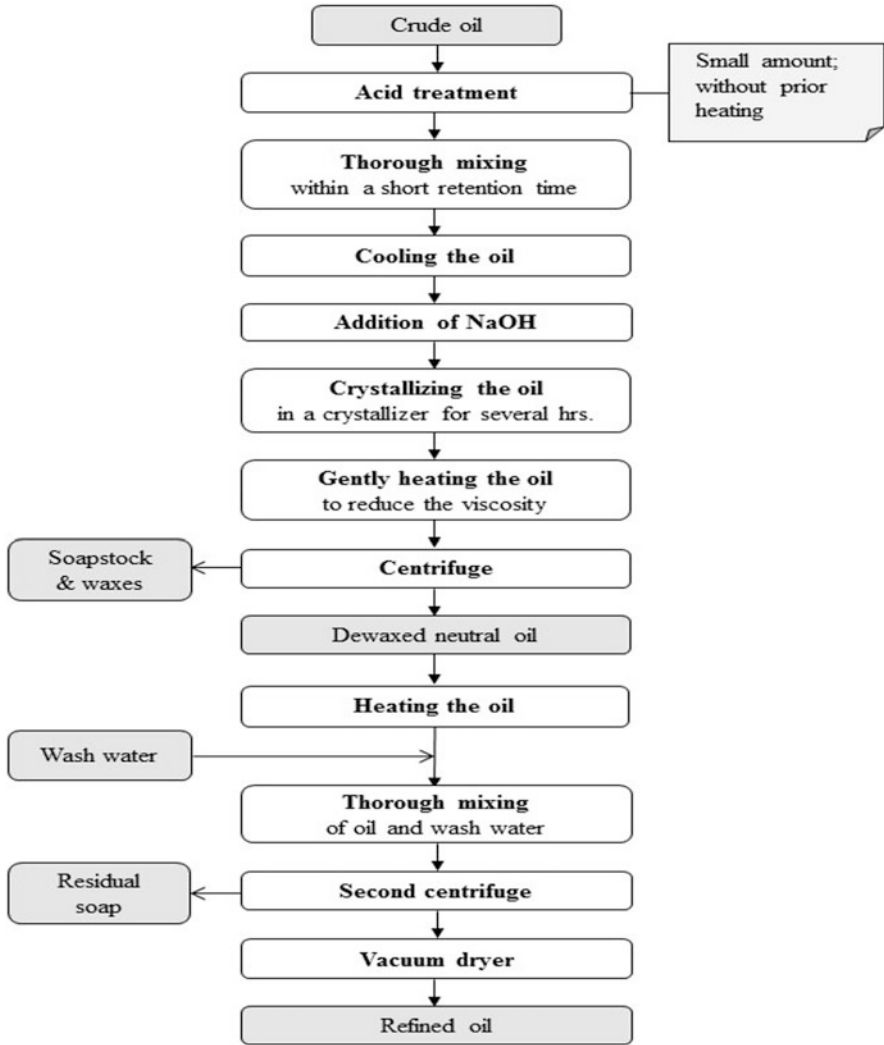 Crude oil
Acid treatment
Small amount;
without prior
heating
Thorough mixing
within a short retention time
Cooling the oil
Addition of NaOH
Crystallizing the oil
in a crystallizer for several hrs.
Gently heating the oil
to reduce the viscosity
Soapstock
& waxes
Centrifuge
Dewaxed neutral oil
Heating the oil
Wash water
Thorough mixing
of oil and wash water
Residual
soap
Second centrifuge
Vacuum dryer
Refined oil